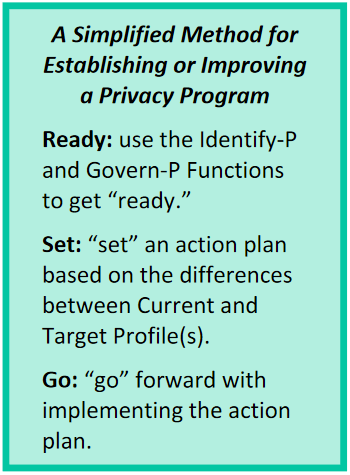 A Simplified Method for
Establishing or Improving
a Privacy Program
Ready: use the Identify-P
and Govern-P Functions
to get “ready.”
Set: “set” an action plan
based on the differences
between Current and
Target Profile(s).
Go: “go” forward with
implementing the action
plan.